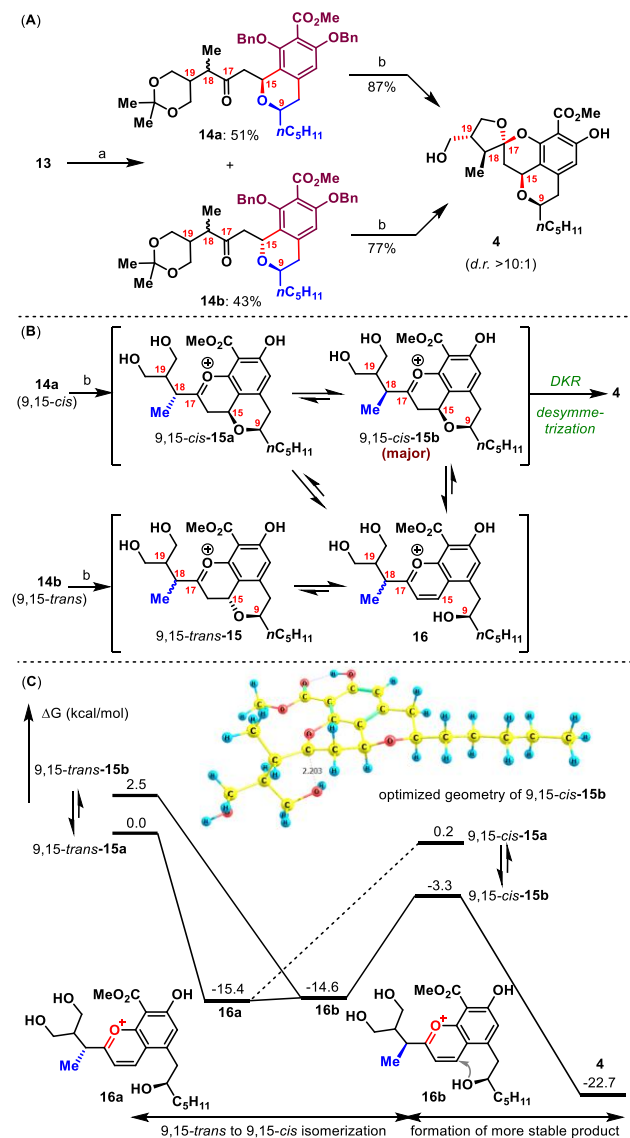 (A)
CO2Me
BnO
OBn
Me
17
19
18
15
O
O
O
O
9
Me
Me
nC5H11
14a: 51%
b
87%
13
a
+
CO2Me
BnO
OBn
Me
17
19
18
15
O
O
O
O
9
Me
Me
nC5H11
14b: 43%
b
77%
CO2Me
19
O
O
OH
HO
18
17
Me
15
O
9
nC5H11
4
(d.r. >10:1)
(B)
14a
(9,15-cis)
b
HO
HO
MeO2C
OH
19
18
O
+
Me
17
15
9
O
C5H11
9,15-cis-15a
HO
HO
MeO2C
OH
19
18
O
+
Me
17
15
9
O
C5H11
9,15-cis-15b
(major)
DKR
desymme-
trization
4
14b
(9,15-trans)
b
HO
HO
MeO2C
OH
19
18
O
+
Me
17
15
9
O
C5H11
9,15-trans-15
HO
HO
MeO2C
OH
19
18
O
+
Me
17
15
9
HO
C5H11
16
(C)
ΔG (kcal/mol)
2.203
optimized geometry of 9,15-cis-15b
9,15-trans-15b
2.5
0.0
9,15-trans-15a
0.2
9,15-cis-15a
-3.3
9,15-cis-15b
-15.4
16a
-14.6
16b
4
-22.7
HO
HO
MeO2C
OH
O
+
Me
HO
C5H11
16a
HO
HO
MeO2C
OH
O
+
Me
HO
C5H11
16b
9,15-trans to 9,15-cis isomerization
formation of more stable product